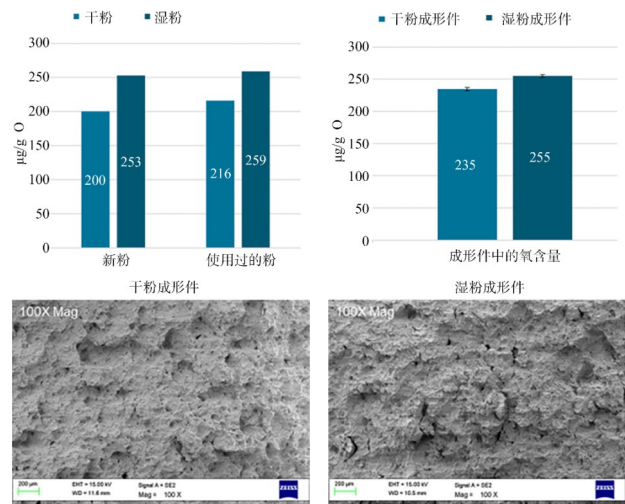 干粉 湿粉
μg/g O
300
250
200
150
100
50
0
200
253
216
259
新粉
使用过的粉
干粉成形件 湿粉成形件
μg/g O
300
250
200
150
100
50
0
235
255
成形件中的氧含量
干粉成形件
湿粉成形件
100X Mag
200 μm
EHT = 15.00 kV
WD = 11.6 mm
Signal A = SE2
Mag = 100 X
ZEISS
100X Mag
200 μm
EHT = 15.00 kV
WD = 10.5 mm
Signal A = SE2
Mag = 100 X
ZEISS